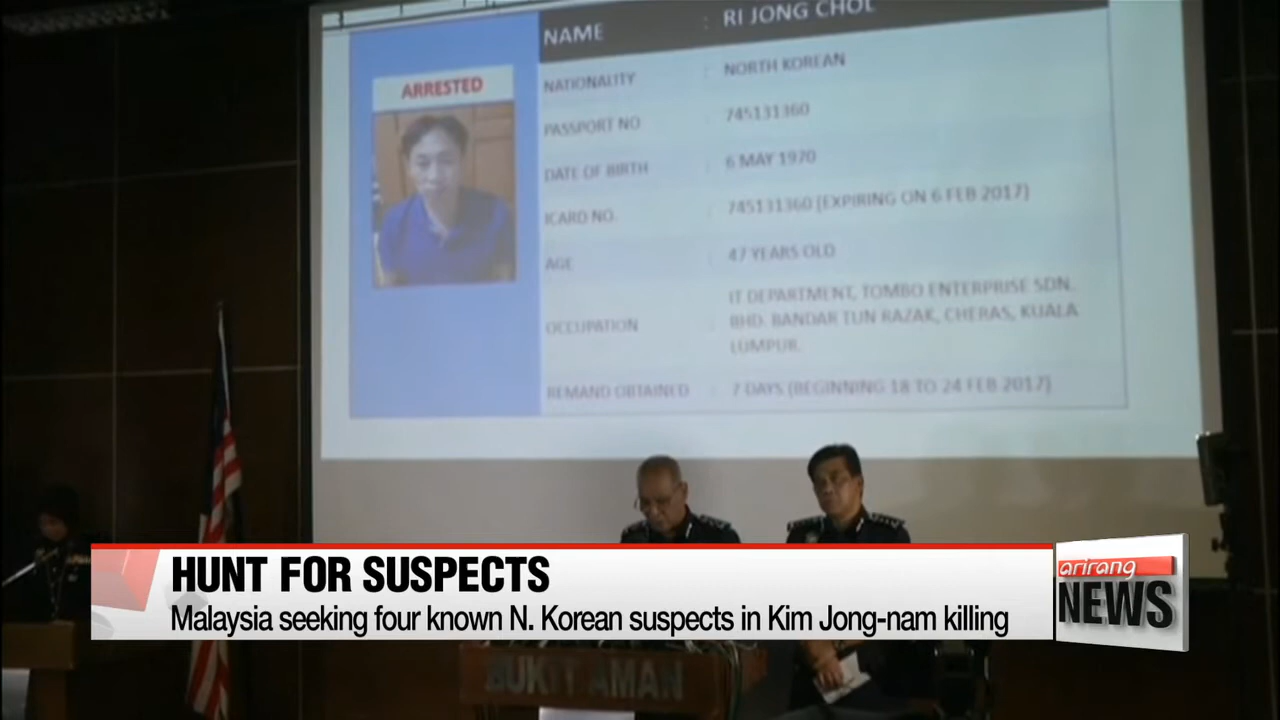 NAME : RI JONG CHOL
ARRESTED
NATIONALITY : NORTH KOREAN
PASSPORT NO : 745131360
DATE OF BIRTH : 6 MAY 1970
ICARD NO. : 745131360 (EXPIRING ON 6 FEB 2017)
AGE : 47 YEARS OLD
OCCUPATION : IT DEPARTMENT, TOMBO ENTERPRISE SDN.
BHD. BANDAR TUN RAZAK, CHERAS, KUALA
LUMPUR.
REMAND OBTAINED : 7 DAYS (BEGINNING 18 TO 24 FEB 2017)
HUNT FOR SUSPECTS
Malaysia seeking four known N. Korean suspects in Kim Jong-nam killing
arirang
NEWS
BUKIT AMAN